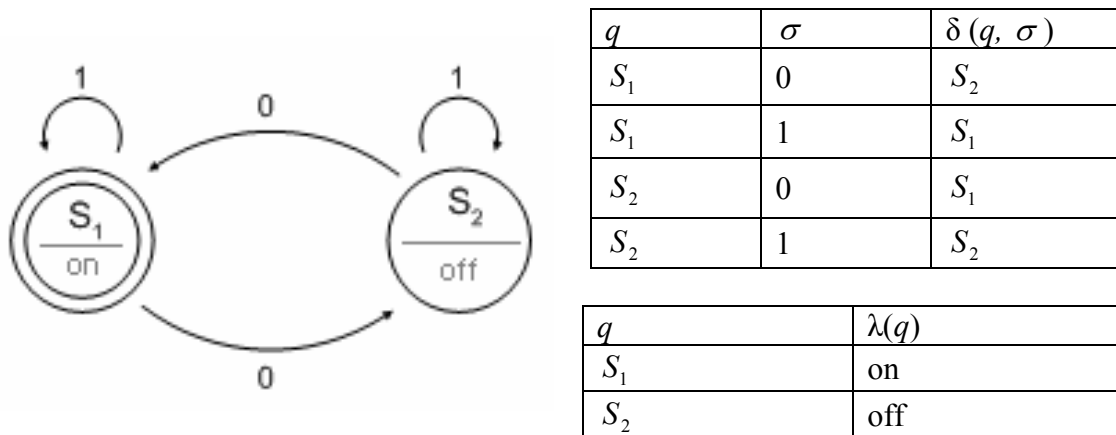 1 1
0
S₁ S₂
on off
0
q σ δ (q, σ )
S₁ 0 S₂
S₁ 1 S₁
S₂ 0 S₁
S₂ 1 S₂
q λ(q)
S₁ on
S₂ off